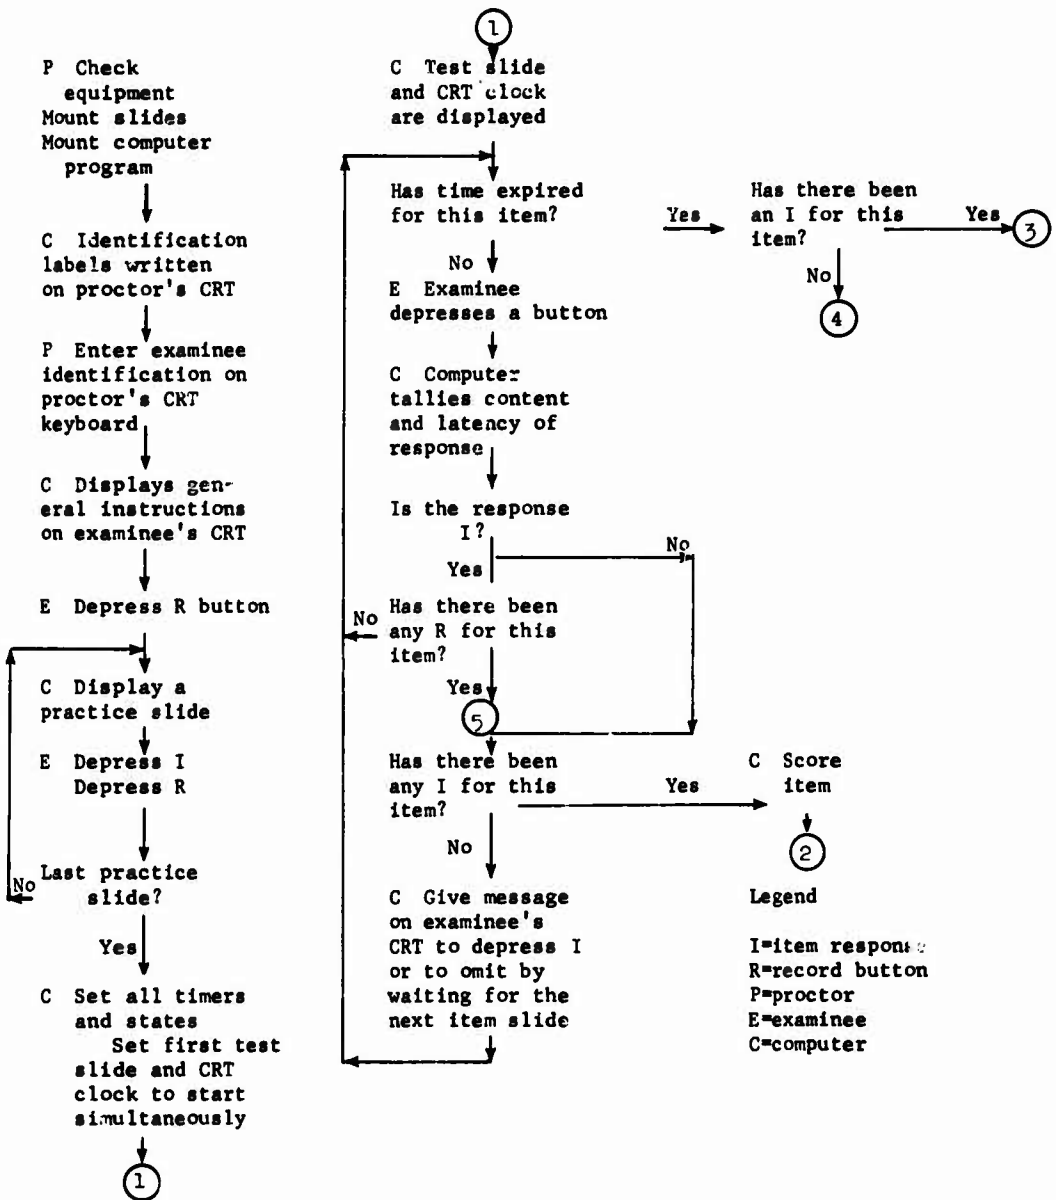 P Check
equipment
Mount slides
Mount computer
program
C Identification
labels written
on proctor's CRT
P Enter examinee
identification on
proctor's CRT
keyboard
C Displays gen-
eral instructions
on examinee's CRT
E Depress R button
C Display a
practice slide
E Depress I
Depress R
Last practice
slide?
No
Yes
C Set all timers
and states
Set first test
slide and CRT
clock to start
simultaneously
1
1
C Test slide
and CRT clock
are displayed
Has time expired
for this item?
Yes
No
E Examinee
depresses a button
C Computer
tallies content
and latency of
response
Is the response
I?
No
Yes
Has there been
any R for this
item?
No
Yes
5
Has there been
any I for this
item?
Yes
No
C Give message
on examinee's
CRT to depress I
or to omit by
waiting for the
next item slide
Has there been
an I for this
item?
Yes
3
No
4
C Score
item
2
Legend
I=item response
R=record button
P=proctor
E=examinee
C=computer